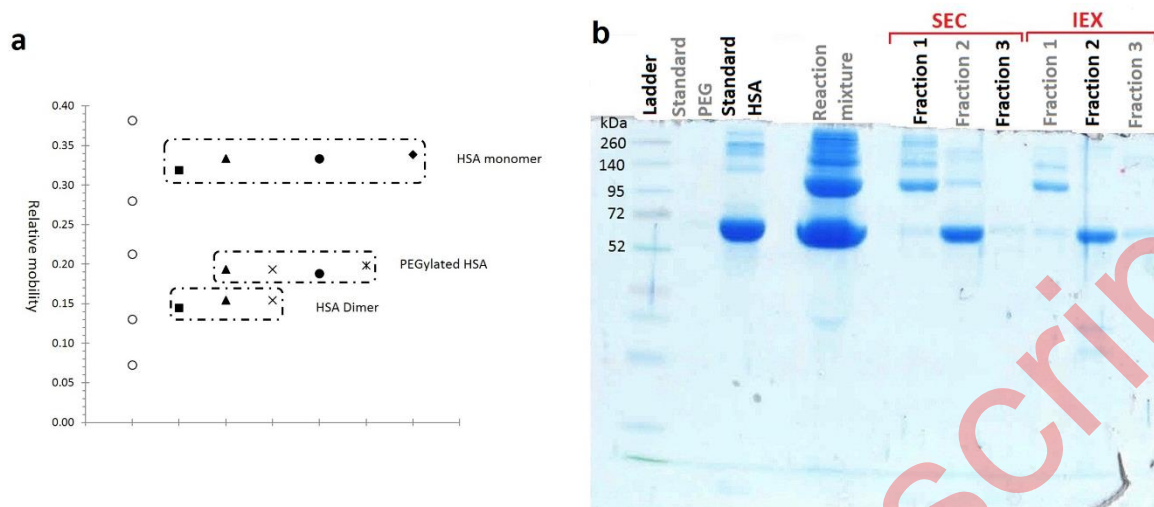 a
Relative mobility
0.40
0.35
0.30
0.25
0.20
0.15
0.10
0.05
0.00
HSA monomer
PEGylated HSA
HSA Dimer
b
SEC
IEX
kDa
Ladder
Standard
PEG
Standard
HSA
Reaction
mixture
Fraction 1
Fraction 2
Fraction 3
Fraction 1
Fraction 2
Fraction 3
260
140
95
72
52
scrip